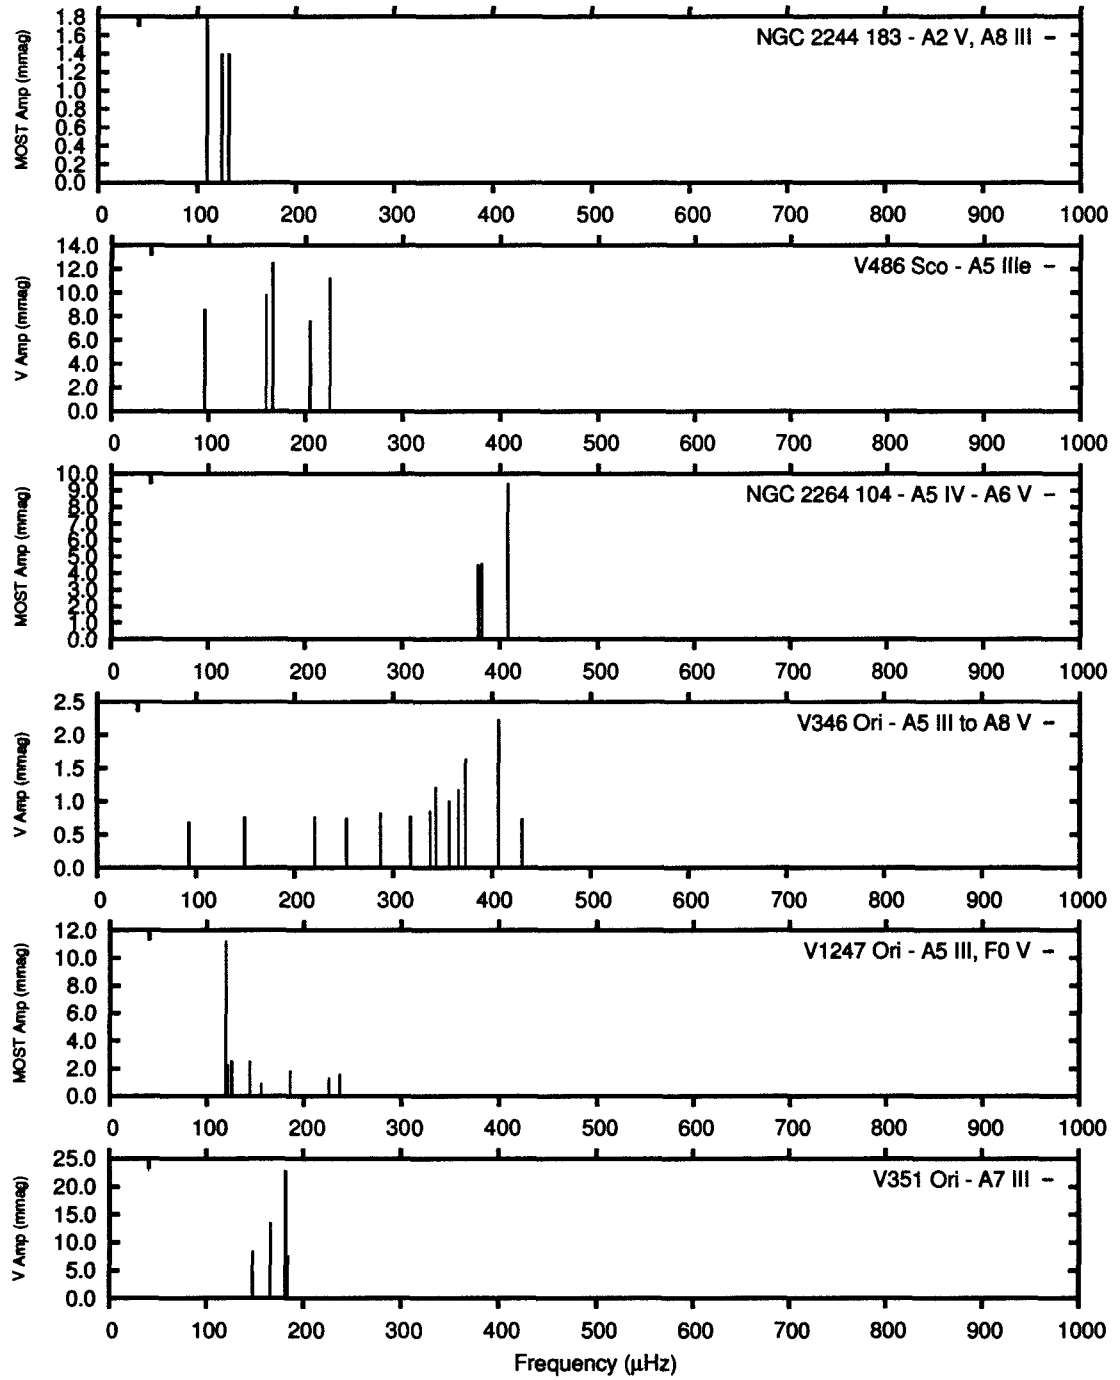 MOST Amp (mmag)
1.8
1.6
1.4
1.2
1.0
0.8
0.6
0.4
0.2
0.0
NGC 2244 183 - A2 V, A8 III
0 100 200 300 400 500 600 700 800 900 1000
V Amp (mmag)
14.0
12.0
10.0
8.0
6.0
4.0
2.0
0.0
V486 Sco - A5 IIIe
0 100 200 300 400 500 600 700 800 900 1000
MOST Amp (mmag)
10.0
9.0
8.0
7.0
6.0
5.0
4.0
3.0
2.0
1.0
0.0
NGC 2264 104 - A5 IV - A6 V
0 100 200 300 400 500 600 700 800 900 1000
V Amp (mmag)
2.5
2.0
1.5
1.0
0.5
0.0
V346 Ori - A5 III to A8 V
0 100 200 300 400 500 600 700 800 900 1000
MOST Amp (mmag)
12.0
10.0
8.0
6.0
4.0
2.0
0.0
V1247 Ori - A5 III, F0 V
0 100 200 300 400 500 600 700 800 900 1000
V Amp (mmag)
25.0
20.0
15.0
10.0
5.0
0.0
V351 Ori - A7 III
0 100 200 300 400 500 600 700 800 900 1000
Frequency (μHz)